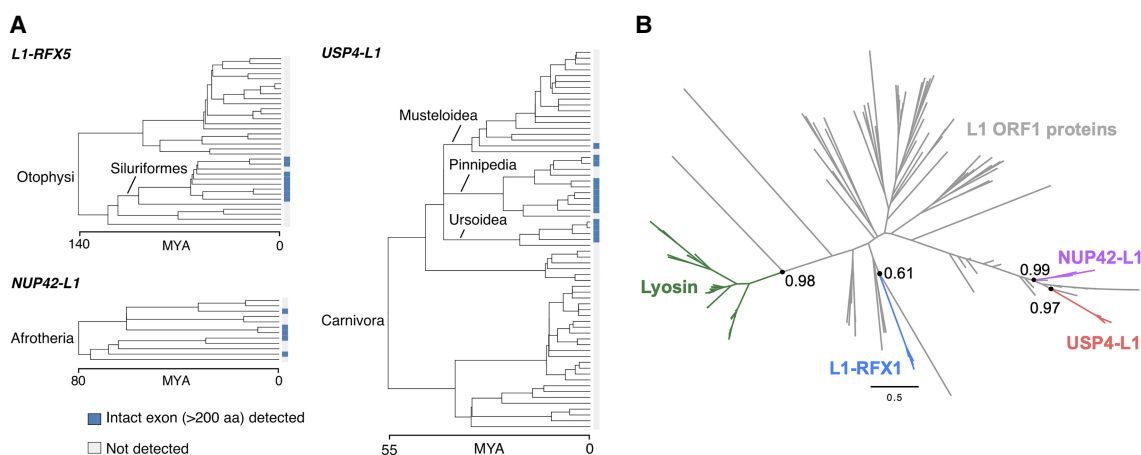 A
L1-RFX5
Otophysi
Siluriformes
140
MYA
0
NUP42-L1
Afrotheria
80
MYA
0
Intact exon (>200 aa) detected
Not detected
USP4-L1
Musteloidea
Pinnipedia
Ursoidea
Carnivora
55
MYA
0
B
L1 ORF1 proteins
Lyosin
0.98
0.61
0.99
NUP42-L1
0.97
USP4-L1
L1-RFX1
0.5